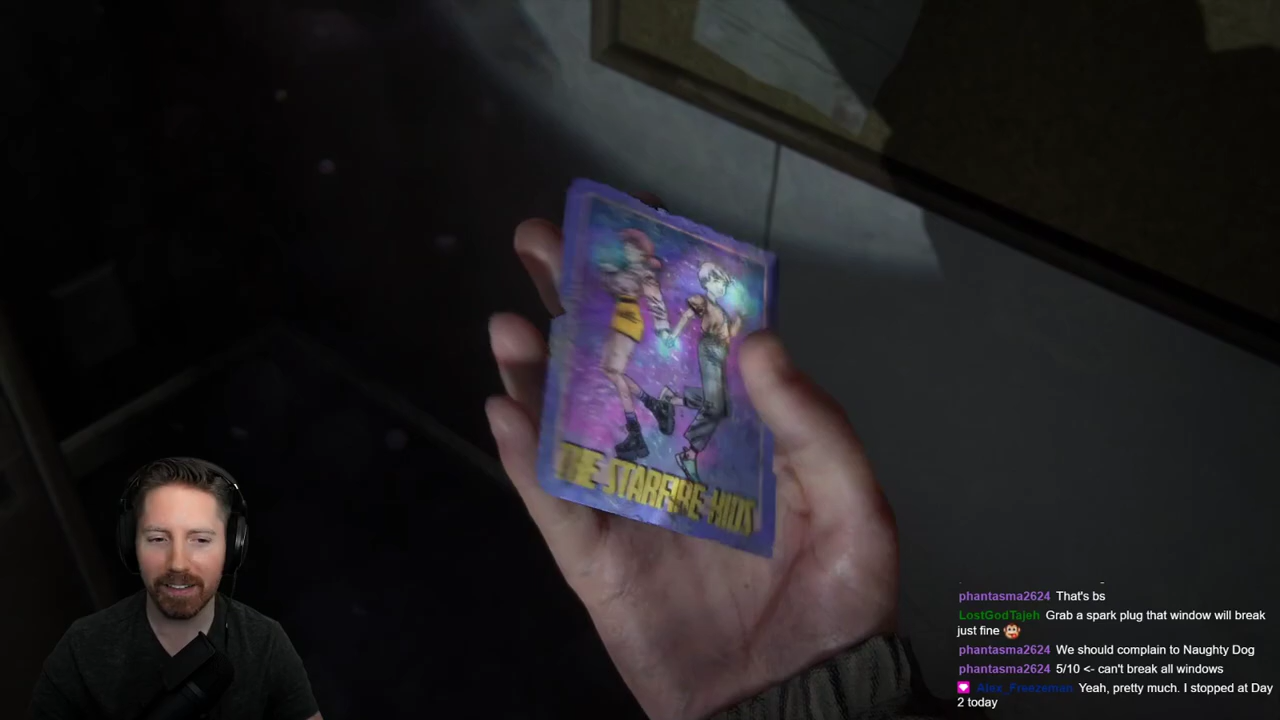 THE STARFIRE KIDS
phantasma2624 That's bs
LostGodTajeh Grab a spark plug that window will break
just fine
phantasma2624 We should complain to Naughty Dog
phantasma2624 5/10 <- can't break all windows
Alex_Freezeman Yeah, pretty much. I stopped at Day
2 today